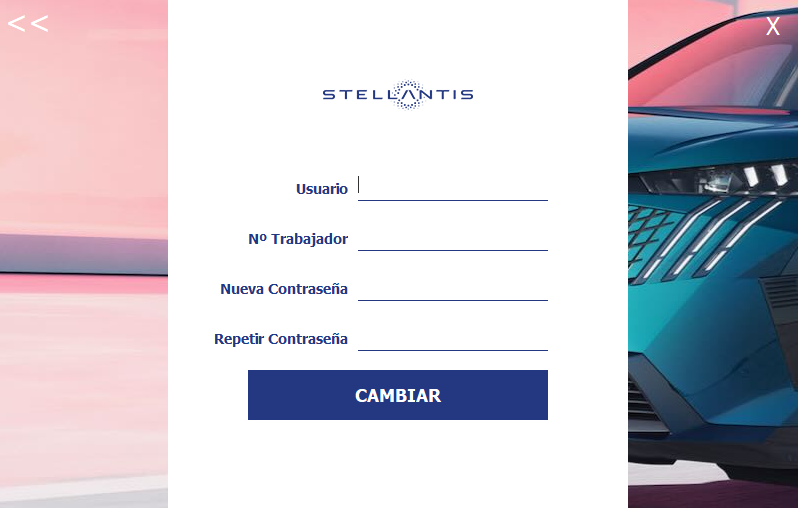 <<
X
STELLANTIS
Usuario
Nº Trabajador
Nueva Contraseña
Repetir Contraseña
CAMBIAR